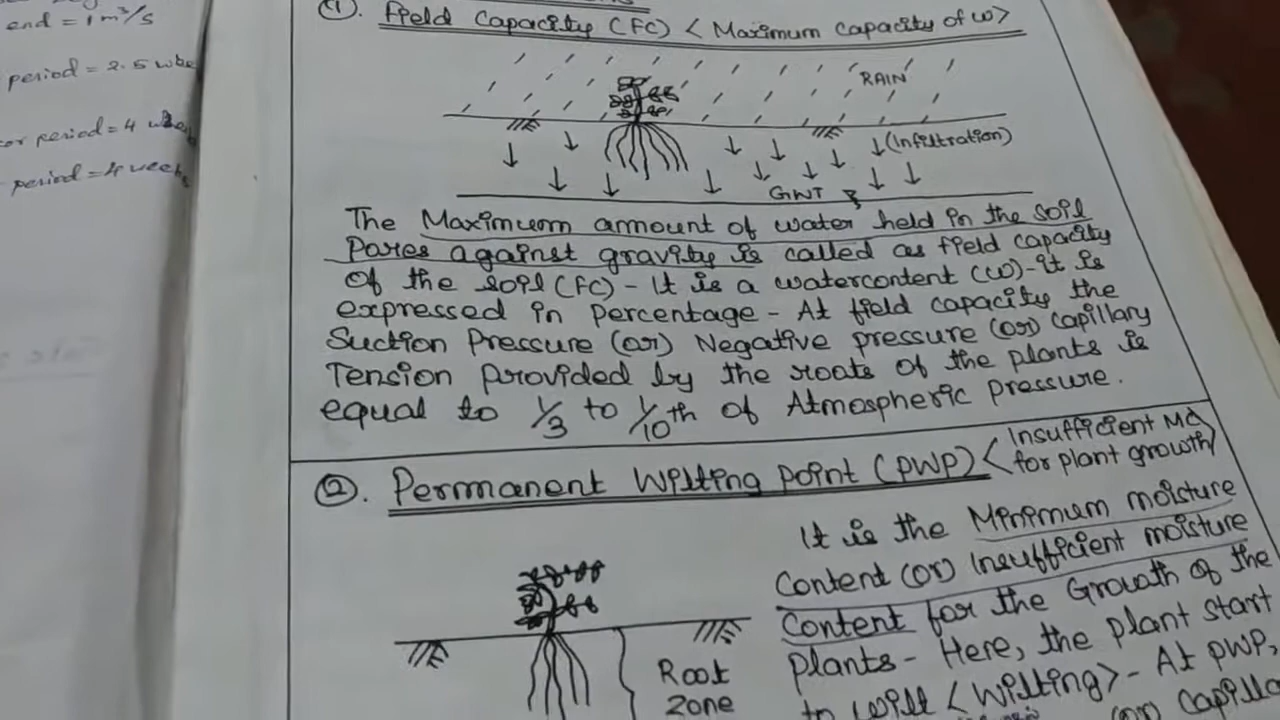 end = 1 m³/s
period = 2.5
period = 4
period = 4 weeks
①. Field Capacity (FC) < Maximum Capacity of w>
RAIN
(Infiltration)
GWT
The Maximum amount of water held in the soil
Pores against gravity is called as field capacity
of the soil (FC) - It is a watercontent (w) - it is
expressed in percentage - At field capacity the
Suction Pressure (or) Negative pressure (or) capillary
Tension provided by the roots of the plants is
equal to 1/3 to 1/10th of Atmospheric pressure.
②. Permanent Wilting point (PWP) < Insufficient MC
for plant growth
It is the Minimum moisture
Content (or) Insufficient moisture
Content for the Growth of the
plants - Here, the plant start
to wilt <Wilting> - At PWP,
(or) capilla
Root
zone